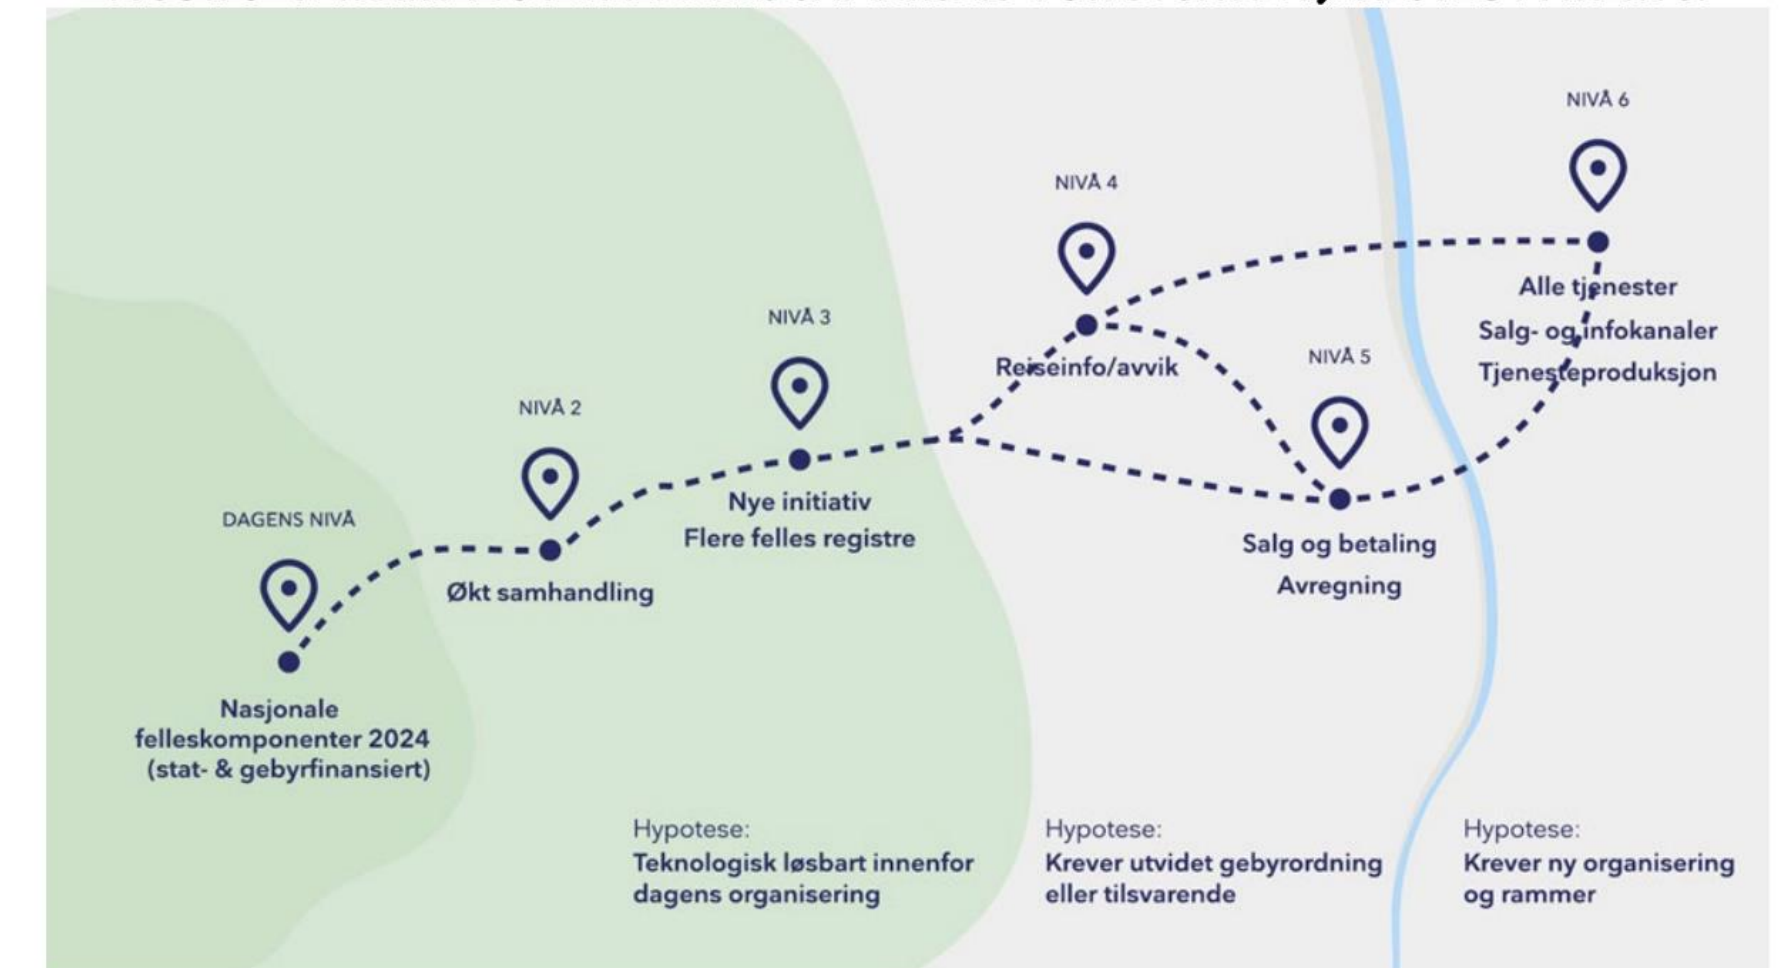 NIVÅ 6
NIVÅ 4
NIVÅ 3
Alle tjenester
Salg- og infokanaler
Tjenesteproduksjon
Reiseinfo/avvik
NIVÅ 5
NIVÅ 2
Nye initiativ
Flere felles registre
DAGENS NIVÅ
Salg og betaling
Avregning
Økt samhandling
Nasjonale
felleskomponenter 2024
(stat- & gebyrfinansiert)
Hypotese:
Teknologisk løsbart innenfor
dagens organisering
Hypotese:
Krever utvidet gebyrordning
eller tilsvarende
Hypotese:
Krever ny organisering
og rammer